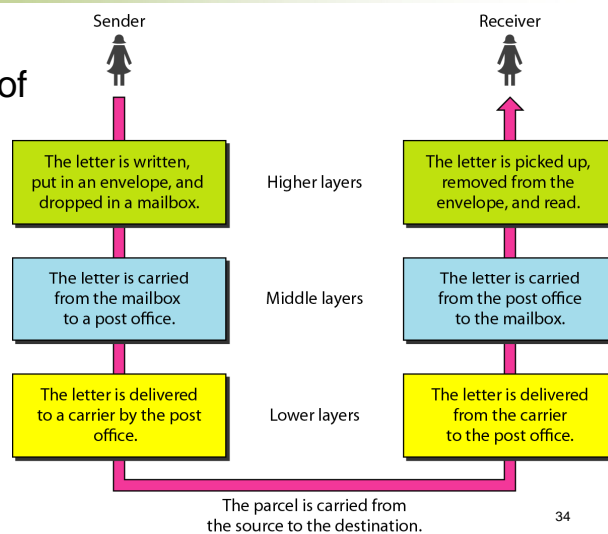 Sender
Receiver
of
The letter is written,
put in an envelope, and
dropped in a mailbox.
Higher layers
The letter is picked up,
removed from the
envelope, and read.
The letter is carried
from the mailbox
to a post office.
Middle layers
The letter is carried
from the post office
to the mailbox.
The letter is delivered
to a carrier by the post
office.
Lower layers
The letter is delivered
from the carrier
to the post office.
The parcel is carried from
the source to the destination.
34